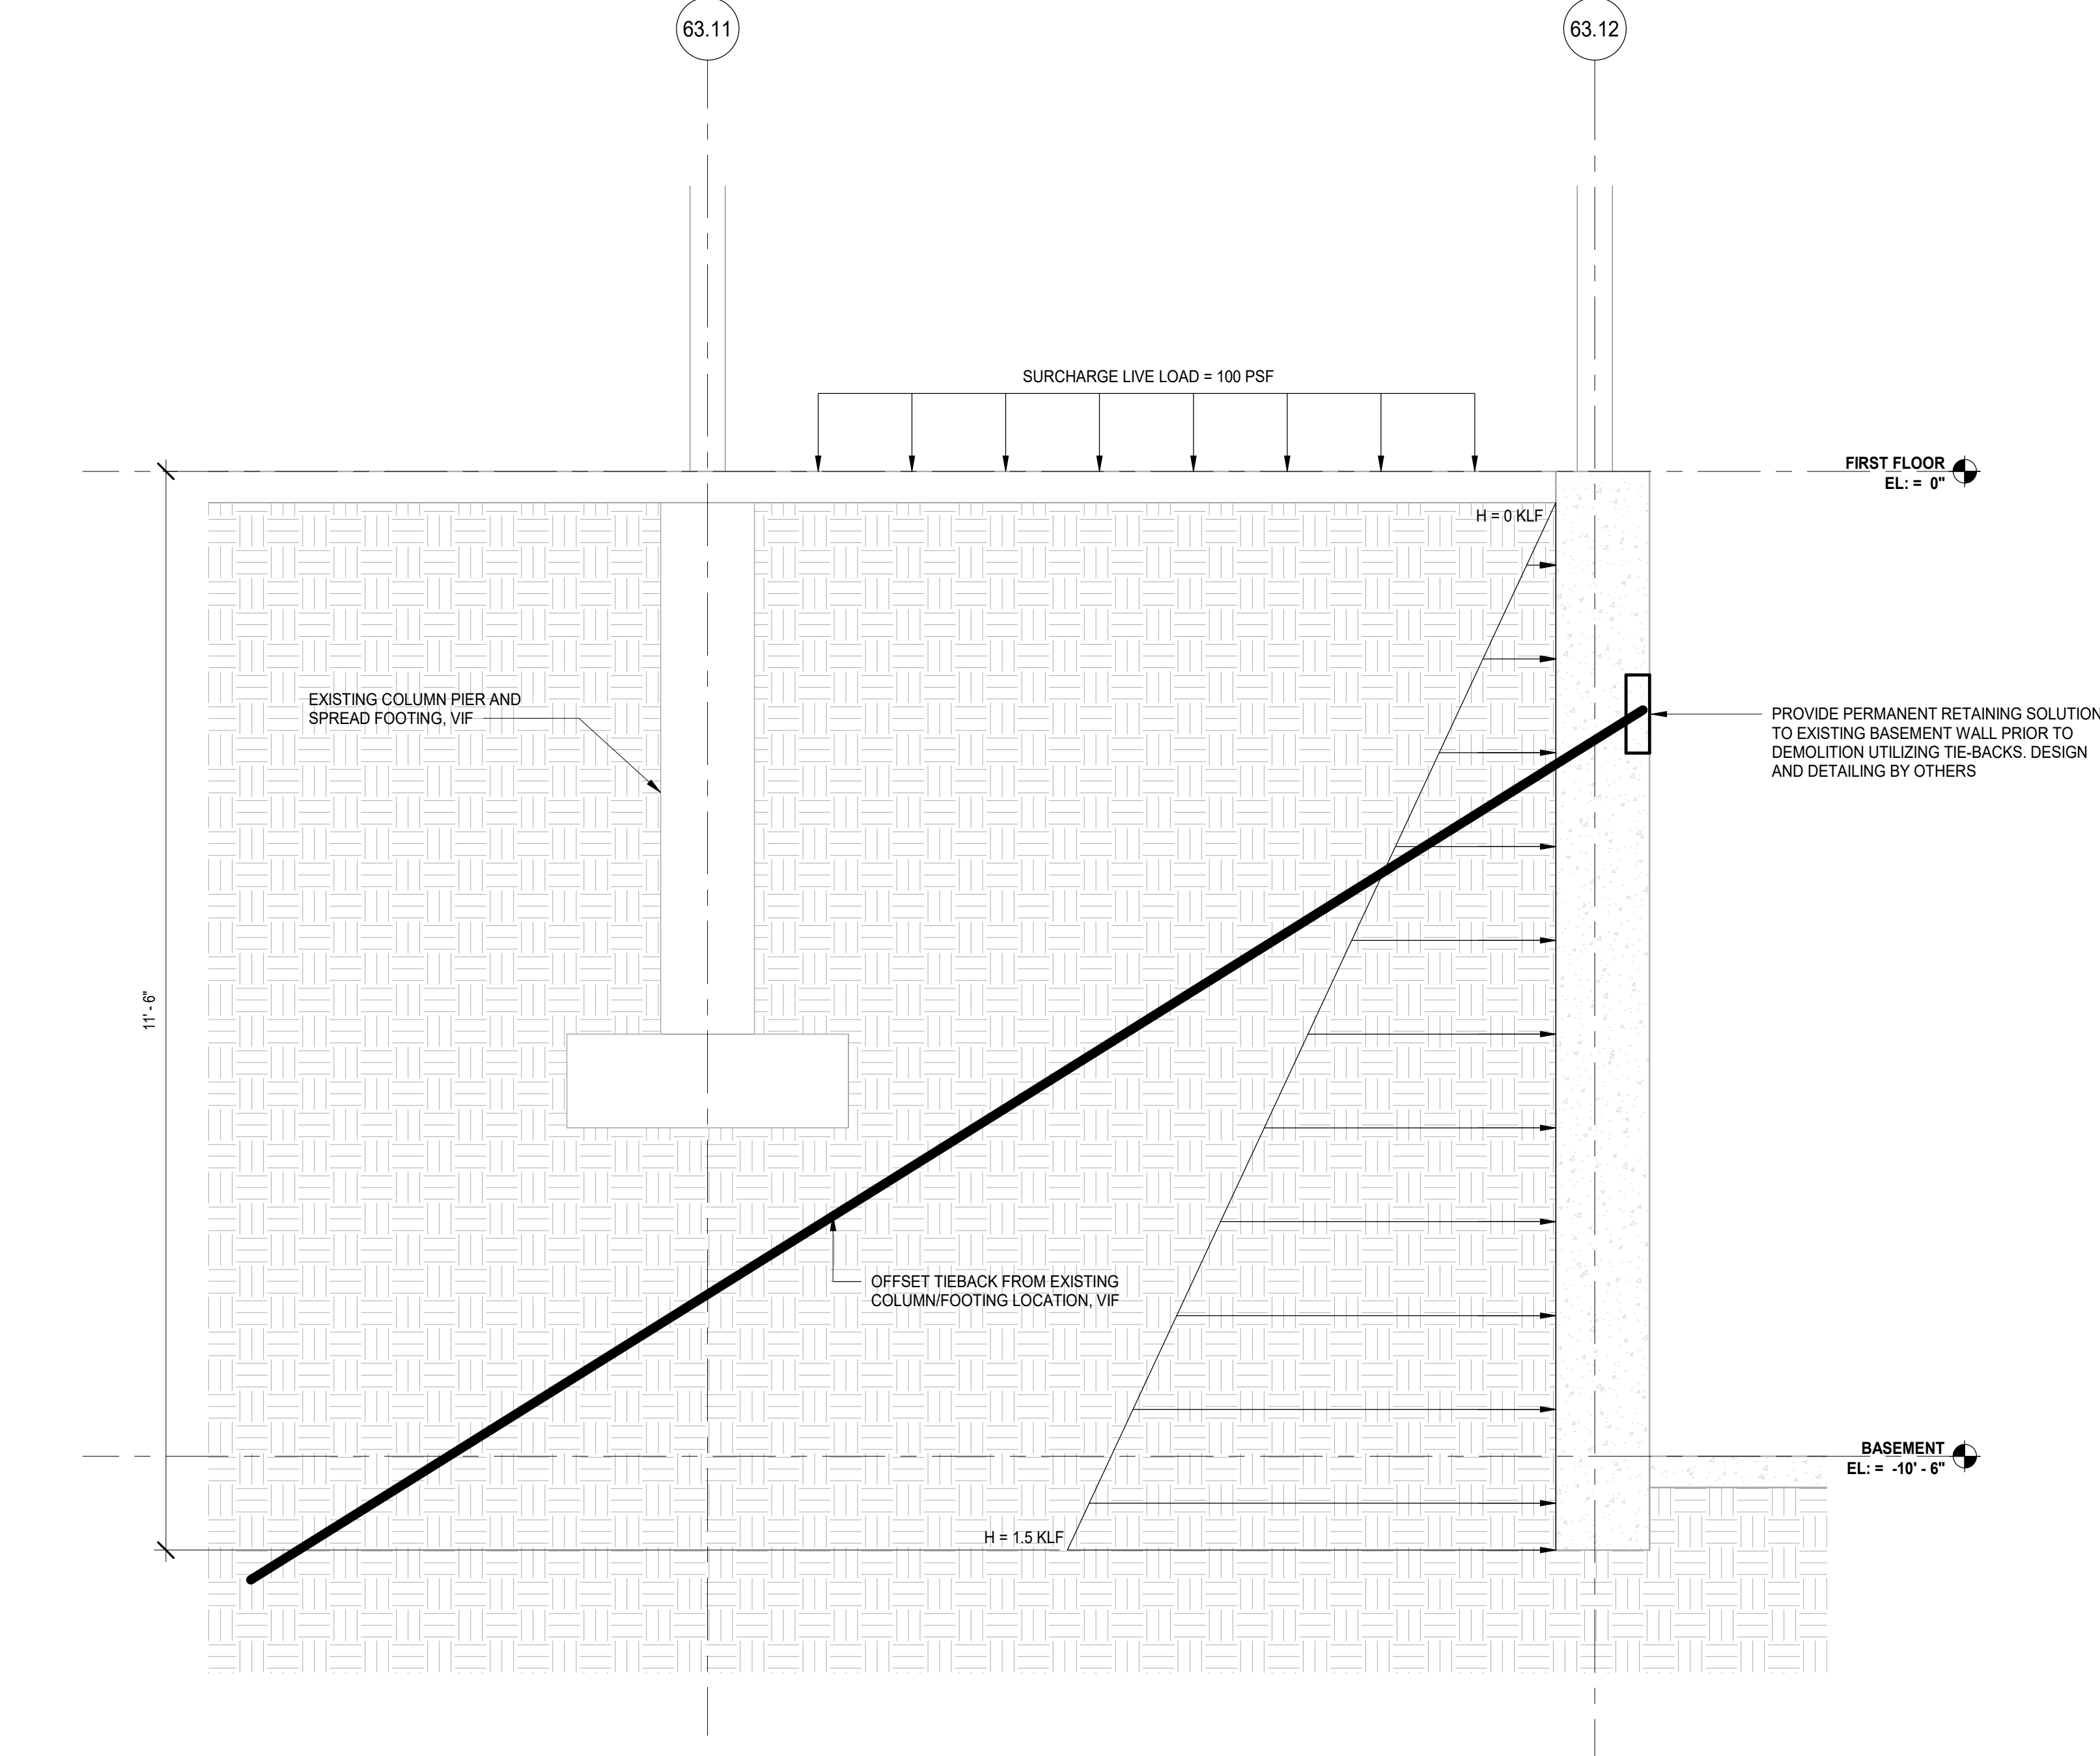 63.11
63.12
SURCHARGE LIVE LOAD = 100 PSF
FIRST FLOOR
EL: = 0"
H = 0 KLF
EXISTING COLUMN PIER AND
SPREAD FOOTING, VIF
PROVIDE PERMANENT RETAINING SOLUTION
TO EXISTING BASEMENT WALL PRIOR TO
DEMOLITION UTILIZING TIE-BACKS. DESIGN
AND DETAILING BY OTHERS
11' - 6"
OFFSET TIEBACK FROM EXISTING
COLUMN/FOOTING LOCATION, VIF
BASEMENT
EL: = -10' - 6"
H = 1.5 KLF